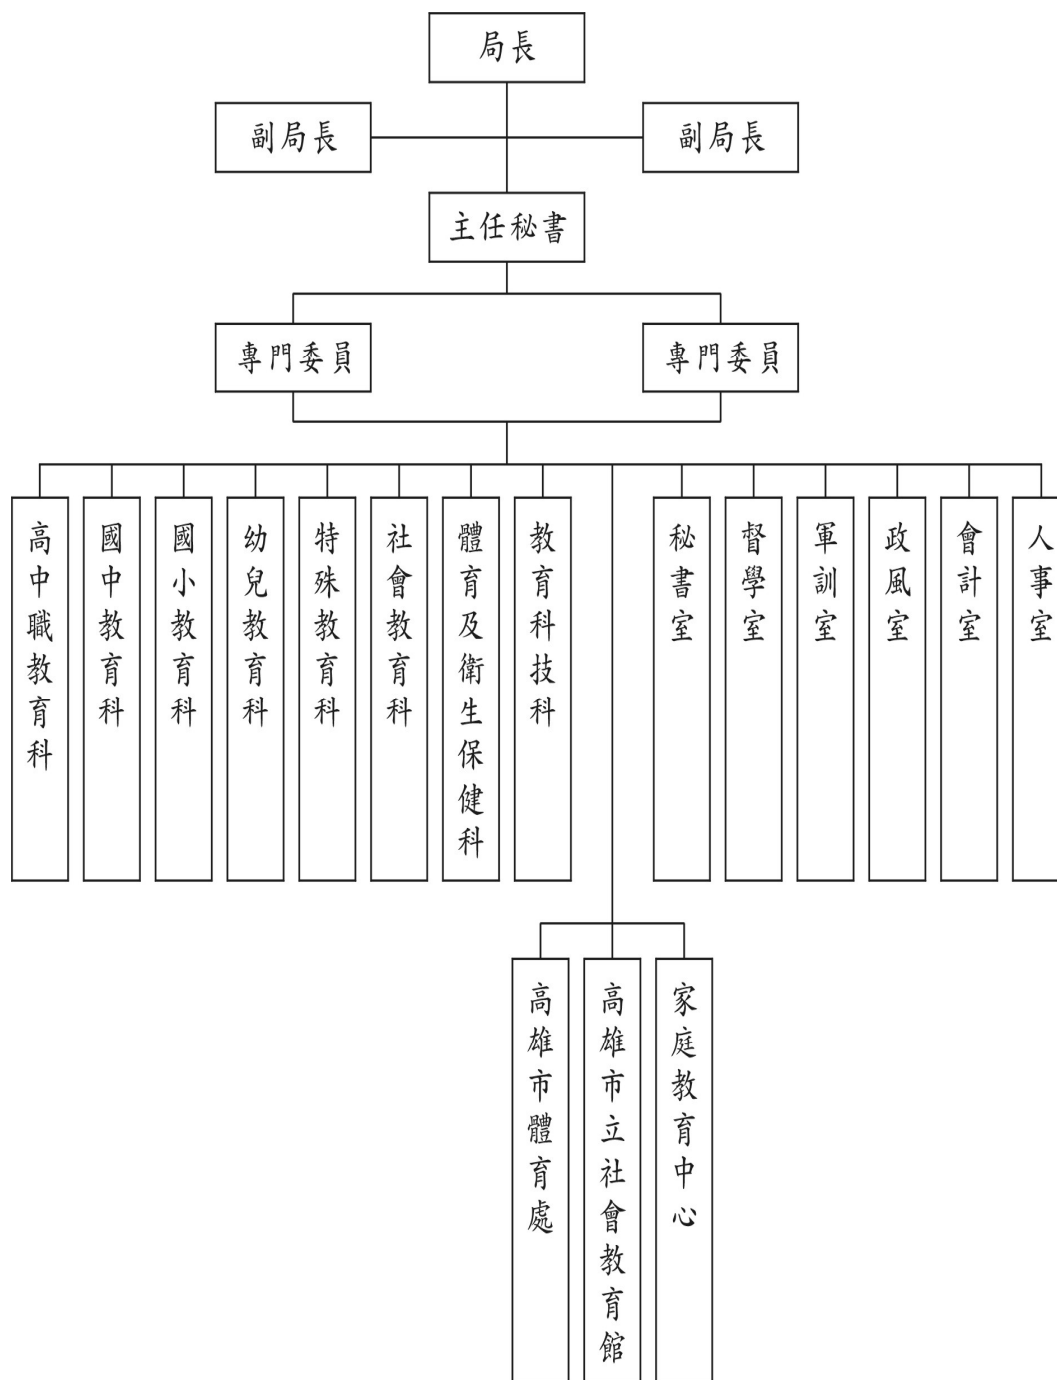 局長
副局長
副局長
主任秘書
專門委員
專門委員
高中職教育科
國中教育科
國小教育科
幼兒教育科
特殊教育科
社會教育科
體育及衛生保健科
教育科技科
秘書室
督學室
軍訓室
政風室
會計室
人事室
高雄市體育處
高雄市立社會教育館
家庭教育中心